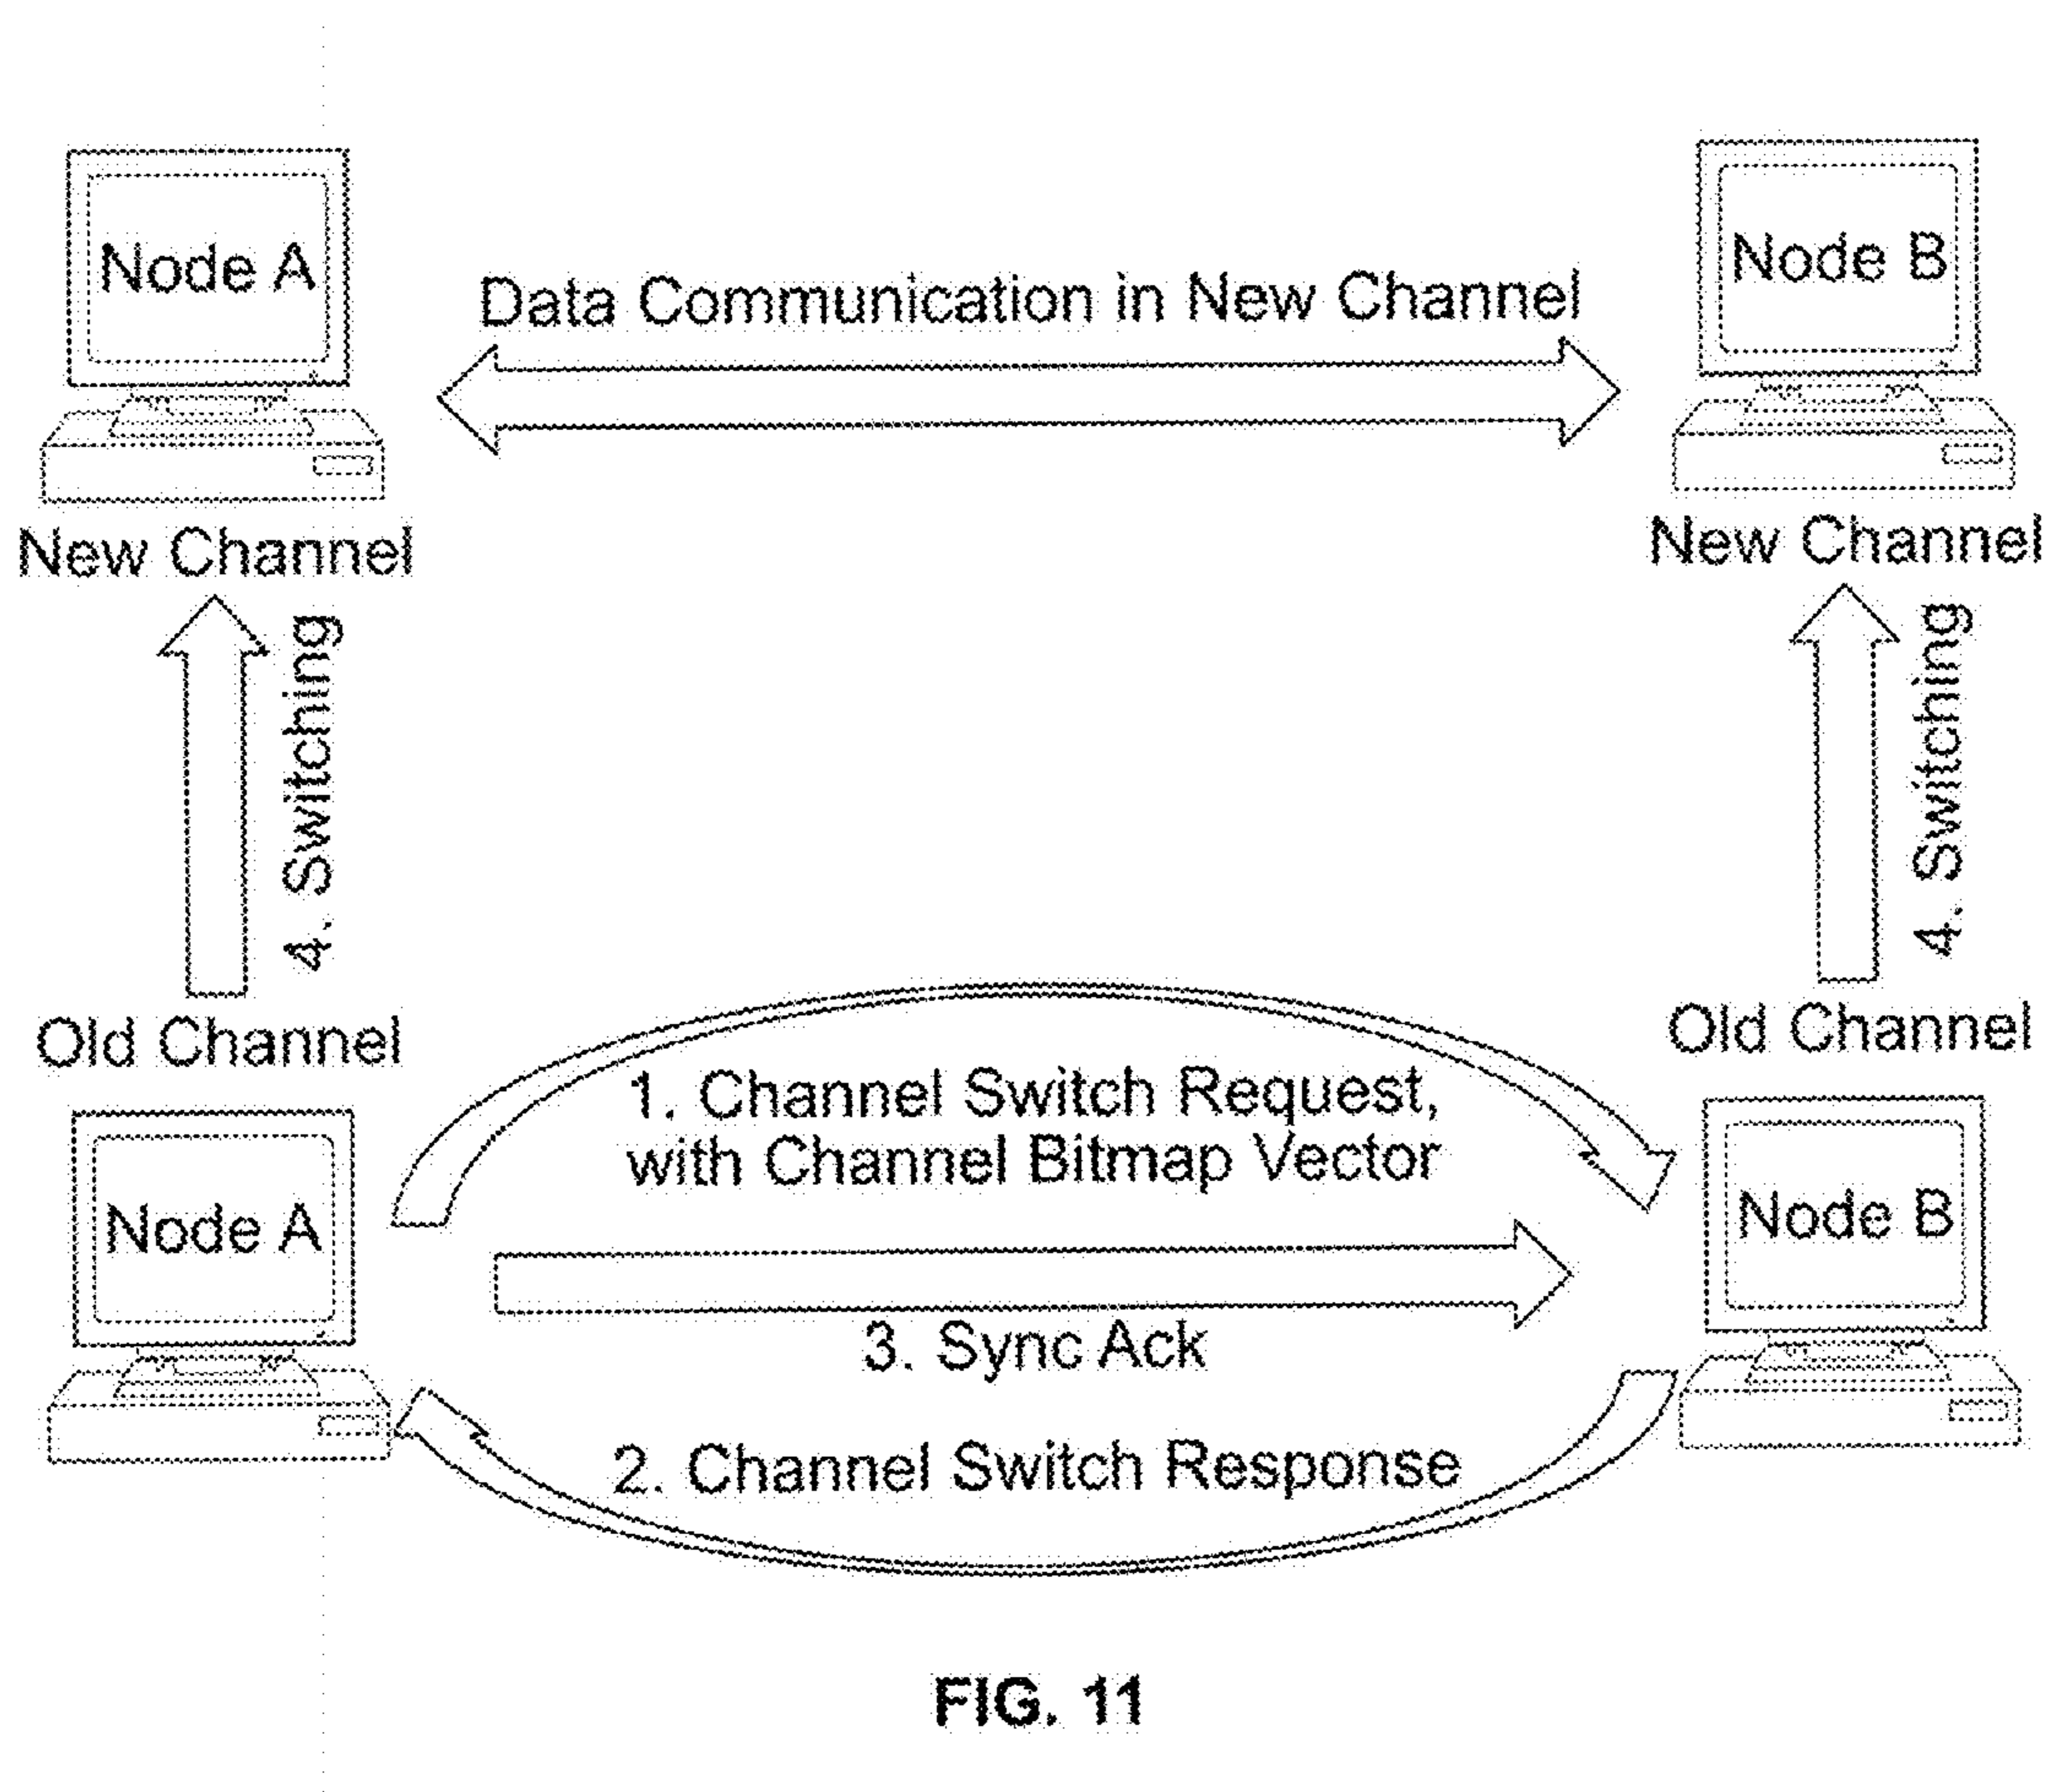 Node A
Node B
Data Communication in New Channel
New Channel
New Channel
4. Switching
4. Switching
Old Channel
Old Channel
1. Channel Switch Request,
with Channel Bitmap Vector
Node A
Node B
3. Sync Ack
2. Channel Switch Response
FIG. 11